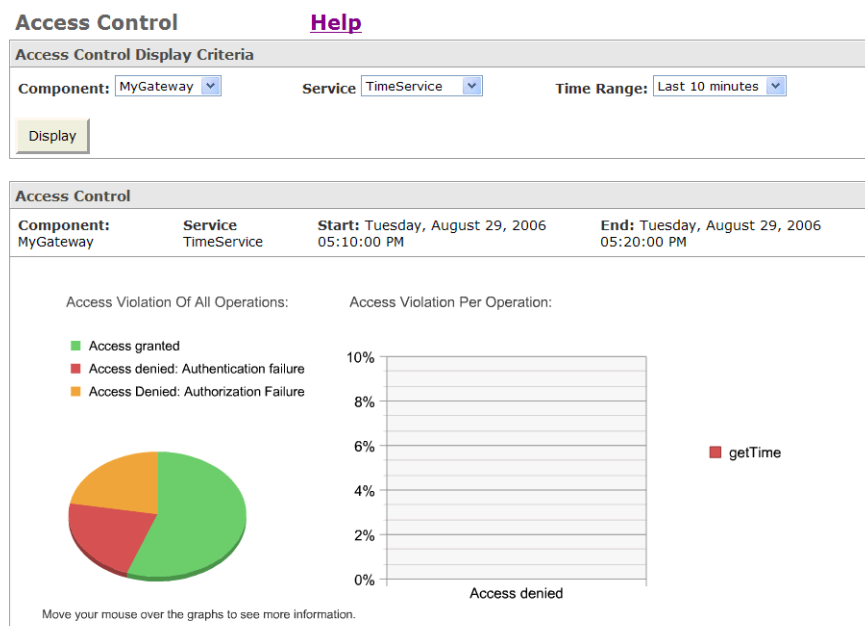 Access Control Help
Access Control Display Criteria
Component: MyGateway Service TimeService Time Range: Last 10 minutes
Display
Access Control
Component: Service Start: Tuesday, August 29, 2006 End: Tuesday, August 29, 2006
MyGateway TimeService 05:10:00 PM 05:20:00 PM
Access Violation Of All Operations: Access Violation Per Operation:
Access granted
Access denied: Authentication failure
Access Denied: Authorization Failure
10%
8%
6%
4%
2%
0%
getTime
Access denied
Move your mouse over the graphs to see more information.